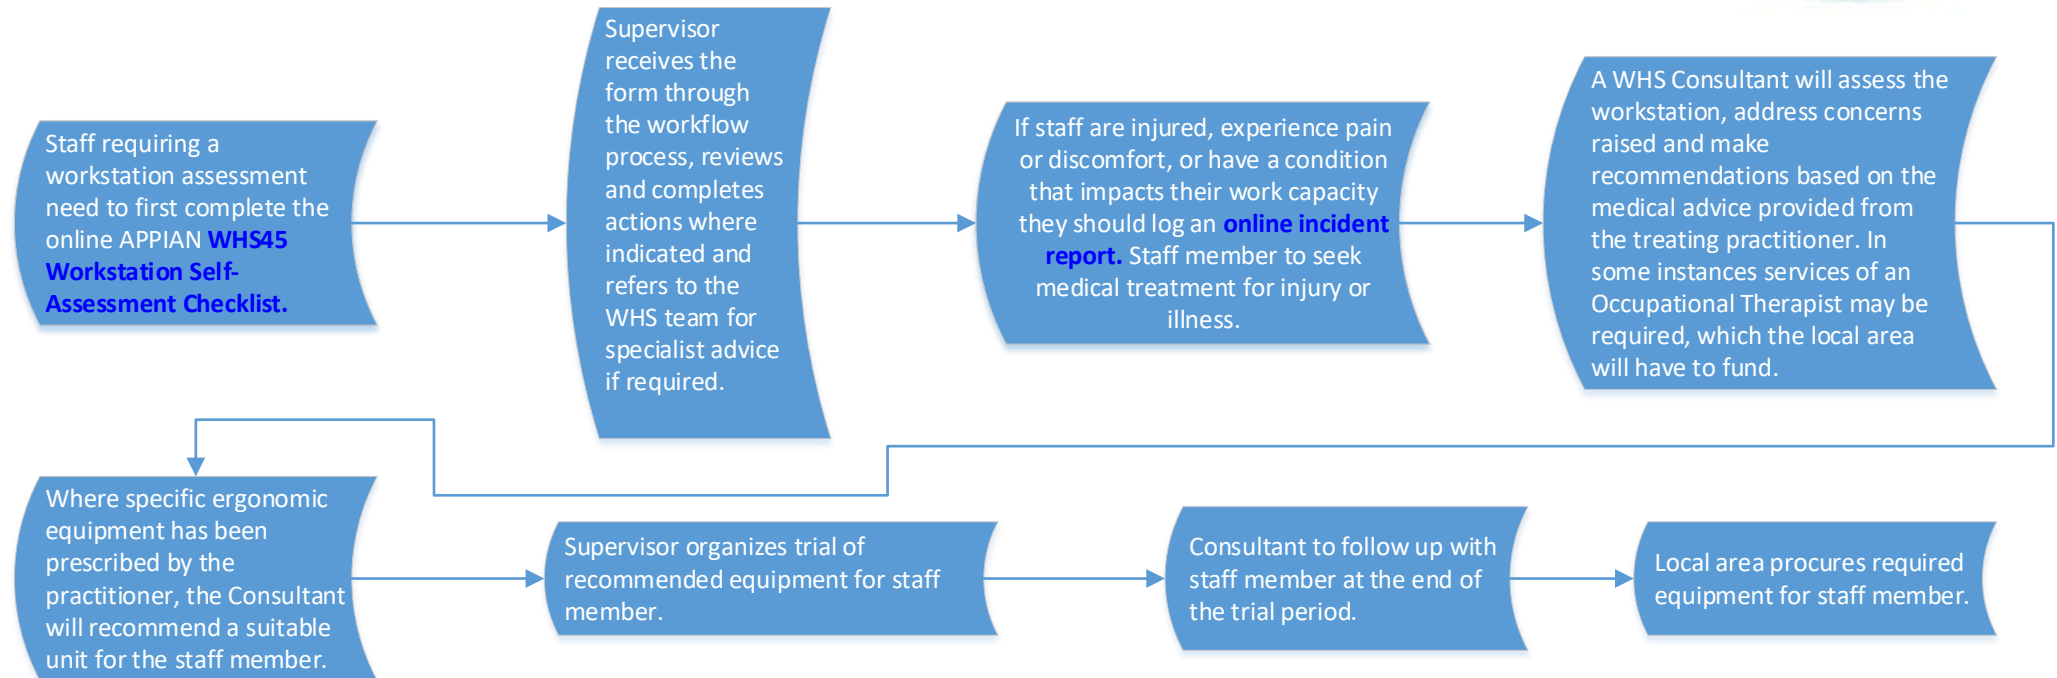 Staff requiring a
workstation assessment
need to first complete the
online APPIAN WHS45
Workstation Self-
Assessment Checklist.
Supervisor
receives the
form through
the workflow
process, reviews
and completes
actions where
indicated and
refers to the
WHS team for
specialist advice
if required.
If staff are injured, experience pain
or discomfort, or have a condition
that impacts their work capacity
they should log an online incident
report. Staff member to seek
medical treatment for injury or
illness.
A WHS Consultant will assess the
workstation, address concerns
raised and make
recommendations based on the
medical advice provided from
the treating practitioner. In
some instances services of an
Occupational Therapist may be
required, which the local area
will have to fund.
Where specific ergonomic
equipment has been
prescribed by the
practitioner, the Consultant
will recommend a suitable
unit for the staff member.
Supervisor organizes trial of
recommended equipment for staff
member.
Consultant to follow up with
staff member at the end of
the trial period.
Local area procures required
equipment for staff member.